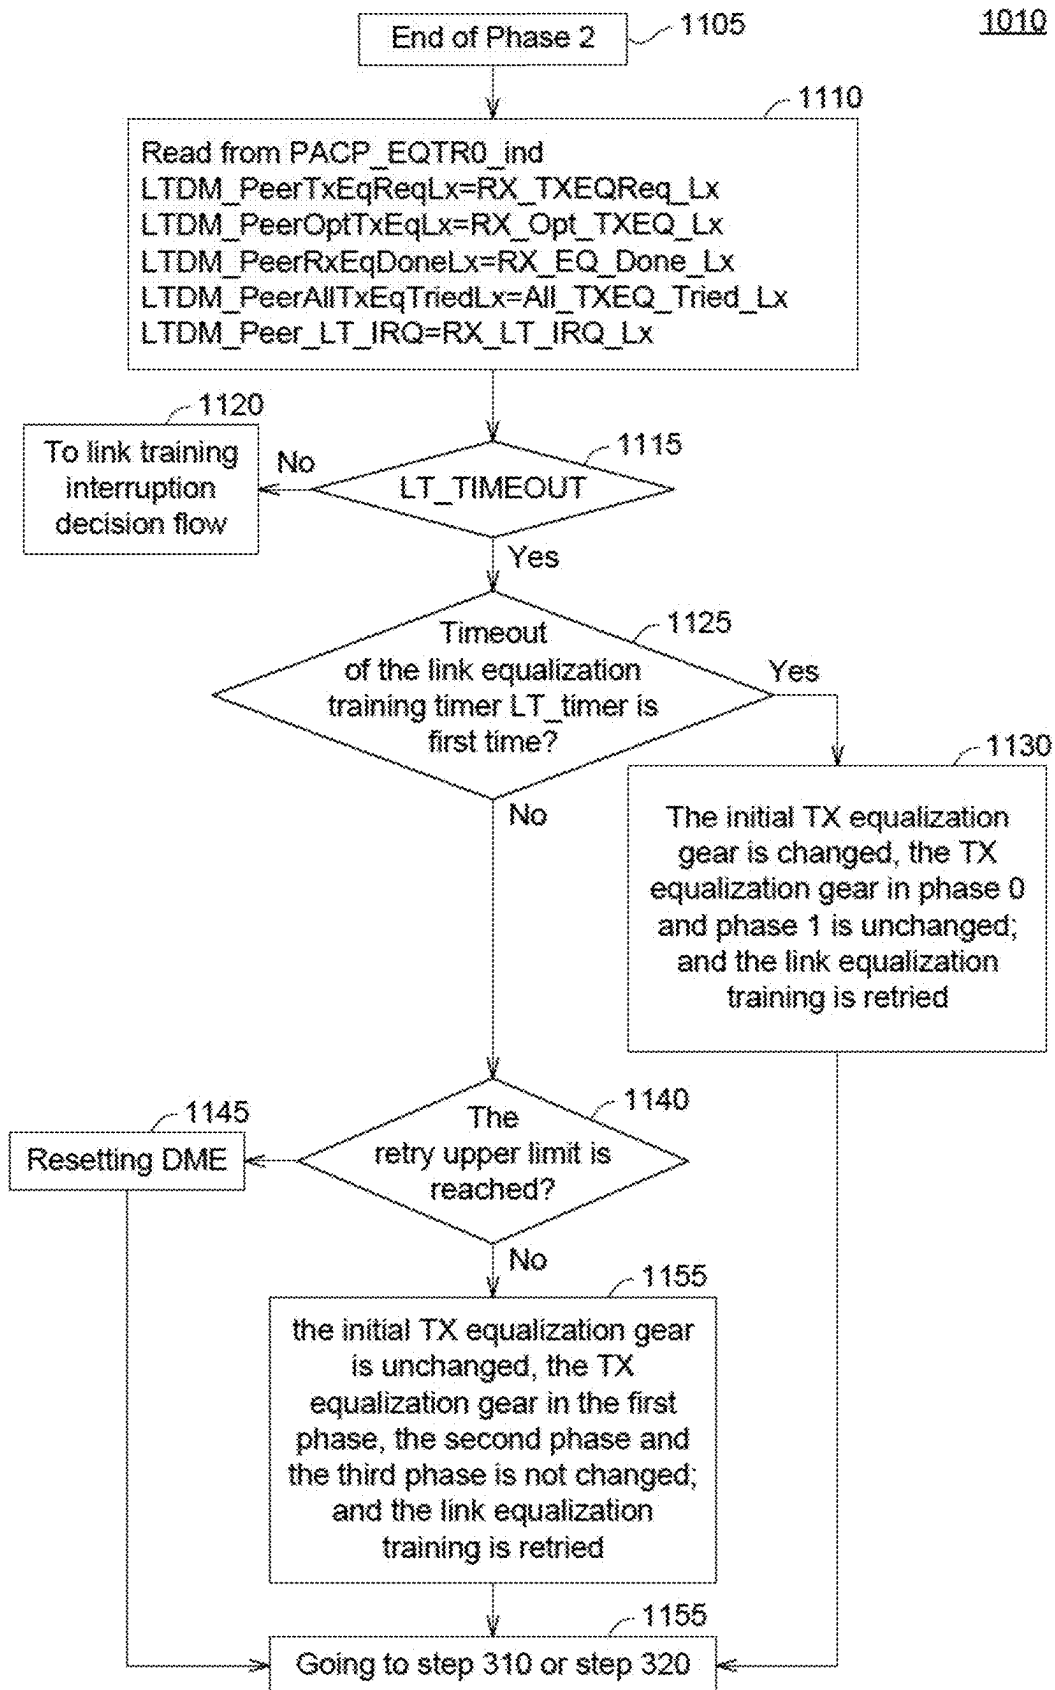 1010
End of Phase 2
1105
1110
Read from PACP_EQTR0_ind
LTDM_PeerTxEqReqLx=RX_TXEQReq_Lx
LTDM_PeerOptTxEqLx=RX_Opt_TXEQ_Lx
LTDM_PeerRxEqDoneLx=RX_EQ_Done_Lx
LTDM_PeerAllTxEqTriedLx=All_TXEQ_Tried_Lx
LTDM_Peer_LT_IRQ=RX_LT_IRQ_Lx
1120
To link training
interruption
decision flow
No
1115
LT_TIMEOUT
Yes
1125
Timeout
of the link equalization
training timer LT_timer is
first time?
Yes
No
1130
The initial TX equalization
gear is changed, the TX
equalization gear in phase 0
and phase 1 is unchanged;
and the link equalization
training is retried
1140
The
retry upper limit is
reached?
1145
Resetting DME
No
1155
the initial TX equalization gear
is unchanged, the TX
equalization gear in the first
phase, the second phase and
the third phase is not changed;
and the link equalization
training is retried
1155
Going to step 310 or step 320